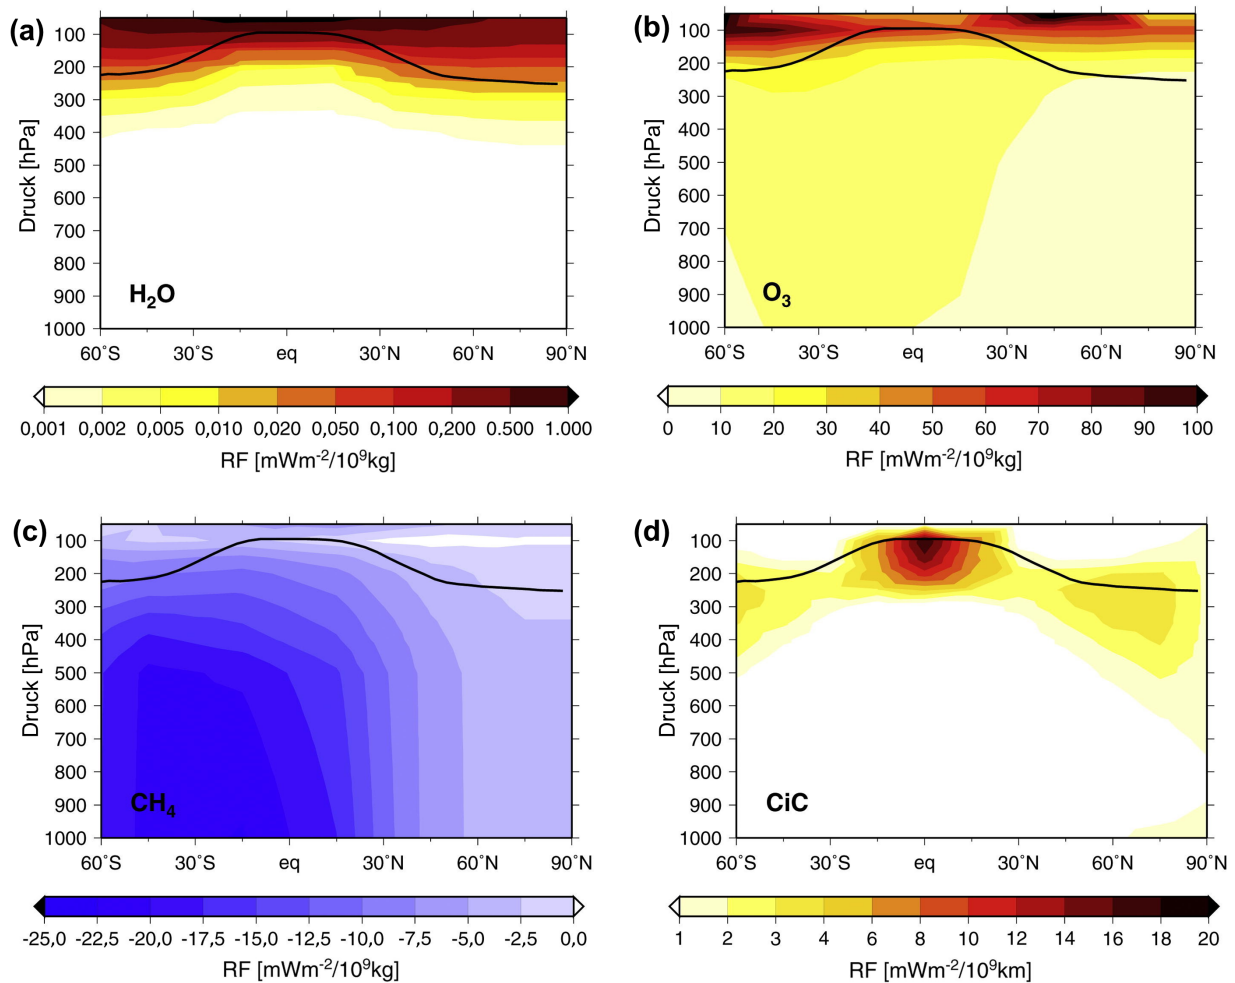 (a)
100
200
300
400
500
600
700
800
900
1000
Druck [hPa]
H₂O
60°S 30°S eq 30°N 60°N 90°N
0,001 0,002 0,005 0,010 0,020 0,050 0,100 0,200 0.500 1.000
RF [mWm⁻²/10⁹kg]
(b)
100
200
300
400
500
600
700
800
900
1000
Druck [hPa]
O₃
60°S 30°S eq 30°N 60°N 90°N
0 10 20 30 40 50 60 70 80 90 100
RF [mWm⁻²/10⁹kg]
(c)
100
200
300
400
500
600
700
800
900
1000
Druck [hPa]
CH₄
60°S 30°S eq 30°N 60°N 90°N
-25,0 -22,5 -20,0 -17,5 -15,0 -12,5 -10,0 -7,5 -5,0 -2,5 0,0
RF [mWm⁻²/10⁹kg]
(d)
100
200
300
400
500
600
700
800
900
1000
Druck [hPa]
CiC
60°S 30°S eq 30°N 60°N 90°N
1 2 3 4 6 8 10 12 14 16 18 20
RF [mWm⁻²/10⁹km]